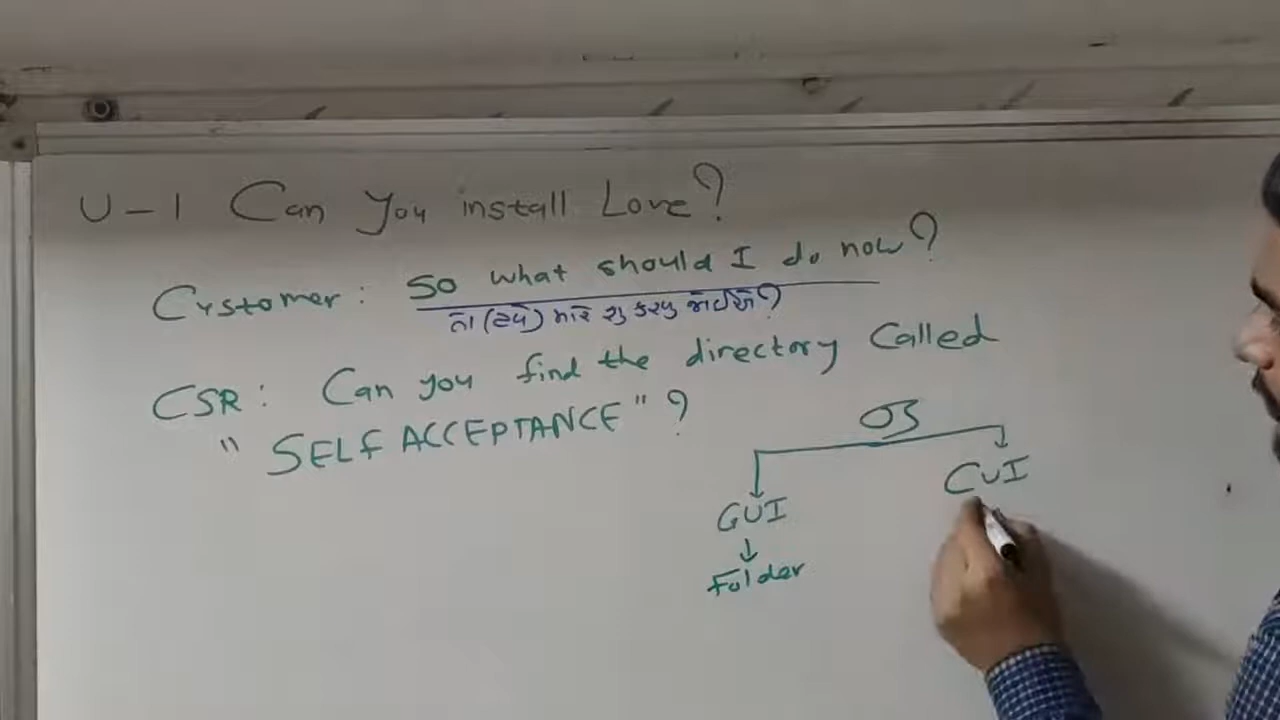 U-1 Can You install Love?
Customer: So what should I do now?
તો (હવે) મારે શુ કરવુ જોઈએ?
CSR: Can you find the directory called
"SELF ACCEPTANCE"?
OS
GUI CUI
Folder